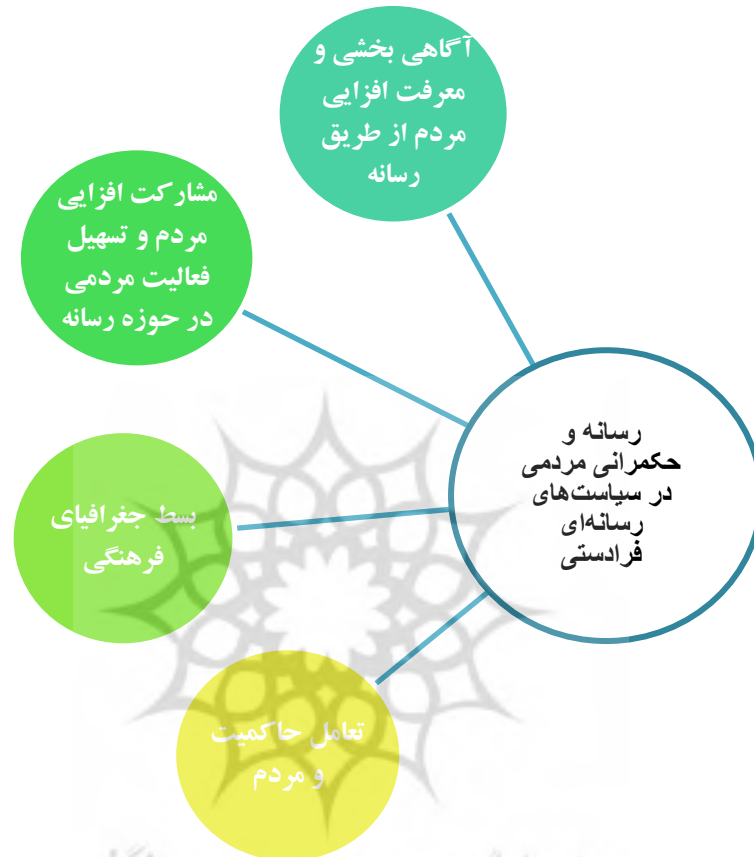 آگاهی بخشی و
معرفت افزایی
مردم از طریق
رسانه
مشارکت افزایی
مردم و تسهیل
فعالیت مردمی
در حوزه رسانه
رسانه و
حکمرانی مردمی
در سیاست‌های
رسانه‌ای
فرادستی
بسط جغرافیای
فرهنگی
تعامل حاکمیت
و مردم